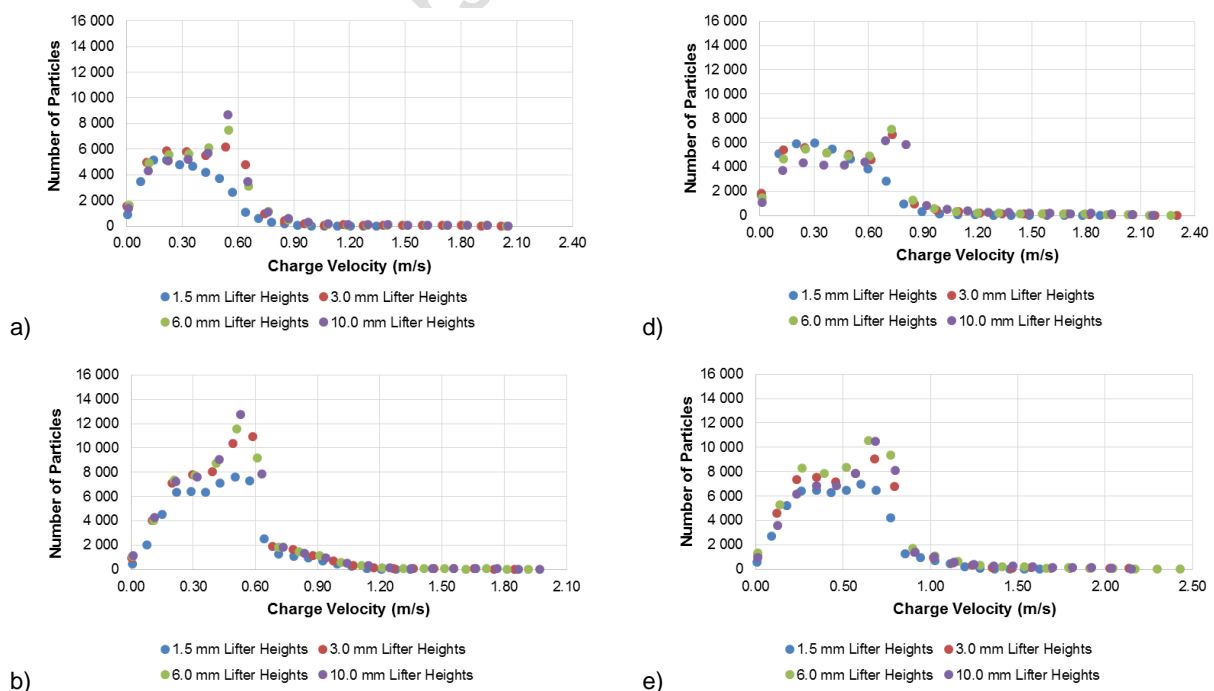 16 000
14 000
12 000
10 000
8 000
6 000
4 000
2 000
0
Number of Particles
0.00 0.30 0.60 0.90 1.20 1.50 1.80 2.10 2.40
Charge Velocity (m/s)
1.5 mm Lifter Heights 3.0 mm Lifter Heights
6.0 mm Lifter Heights 10.0 mm Lifter Heights
a)
16 000
14 000
12 000
10 000
8 000
6 000
4 000
2 000
0
Number of Particles
0.00 0.30 0.60 0.90 1.20 1.50 1.80 2.10 2.40
Charge Velocity (m/s)
1.5 mm Lifter Heights 3.0 mm Lifter Heights
6.0 mm Lifter Heights 10.0 mm Lifter Heights
d)
16 000
14 000
12 000
10 000
8 000
6 000
4 000
2 000
0
Number of Particles
0.00 0.30 0.60 0.90 1.20 1.50 1.80 2.10
Charge Velocity (m/s)
1.5 mm Lifter Heights 3.0 mm Lifter Heights
6.0 mm Lifter Heights 10.0 mm Lifter Heights
b)
16 000
14 000
12 000
10 000
8 000
6 000
4 000
2 000
0
Number of Particles
0.00 0.50 1.00 1.50 2.00 2.50
Charge Velocity (m/s)
1.5 mm Lifter Heights 3.0 mm Lifter Heights
6.0 mm Lifter Heights 10.0 mm Lifter Heights
e)